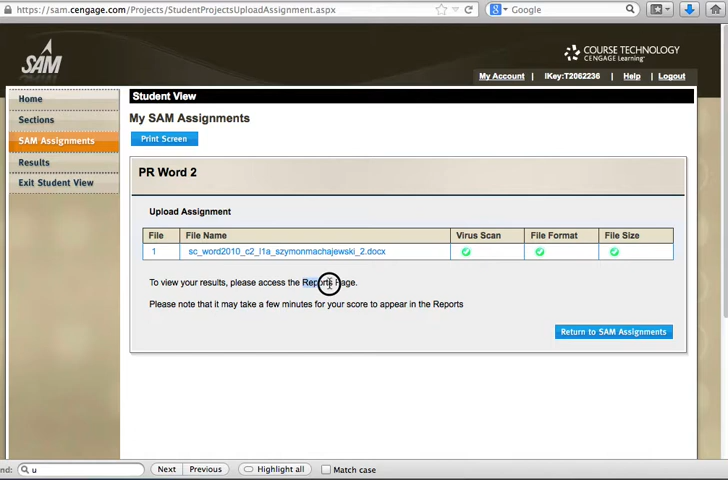 https://sam.cengage.com/Projects/StudentProjectsUploadAssignment.aspx
Google
SAM
COURSE TECHNOLOGY
CENGAGE Learning™
My Account | IKey:T2062236 | Help | Logout
Home
Sections
SAM Assignments
Results
Exit Student View
Student View
My SAM Assignments
Print Screen
PR Word 2
Upload Assignment
File File Name Virus Scan File Format File Size
1 sc_word2010_c2_l1a_szymonmachajewski_2.docx
To view your results, please access the Reports Page.
Please note that it may take a few minutes for your score to appear in the Reports
Return to SAM Assignments
nd: u Next Previous Highlight all Match case